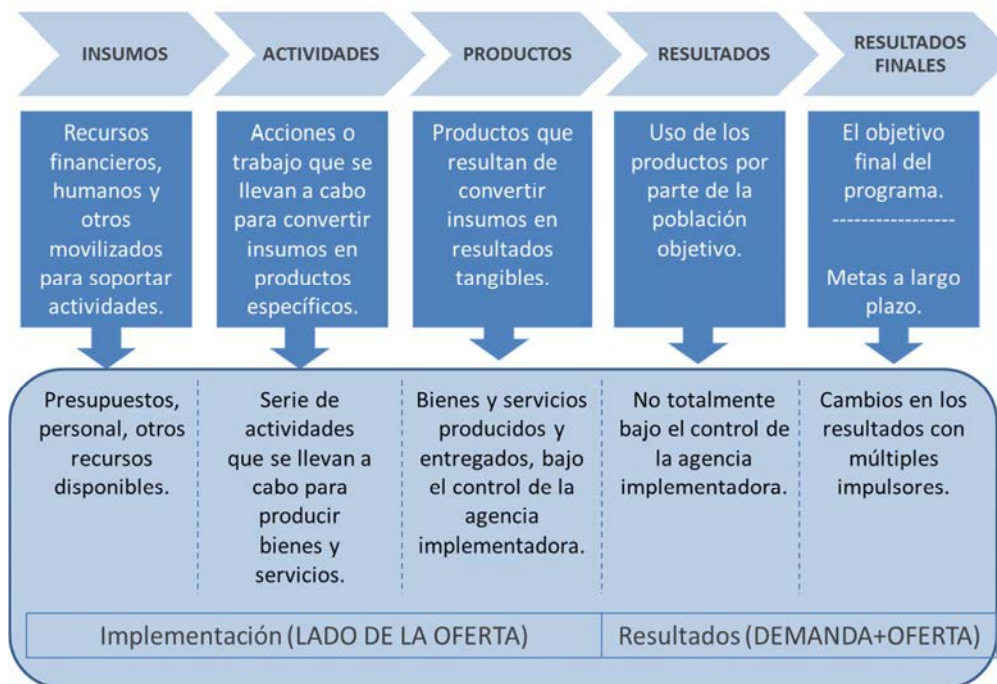 INSUMOS
ACTIVIDADES
PRODUCTOS
RESULTADOS
RESULTADOS
FINALES
Recursos
financieros,
humanos y
otros
movilizados
para soportar
actividades.
Acciones o
trabajo que se
llevan a cabo
para convertir
insumos en
productos
específicos.
Productos que
resultan de
convertir
insumos en
resultados
tangibles.
Uso de los
productos por
parte de la
población
objetivo.
El objetivo
final del
programa.
-----------------
Metas a largo
plazo.
Presupuestos,
personal, otros
recursos
disponibles.
Serie de
actividades
que se llevan a
cabo para
producir
bienes y
servicios.
Bienes y servicios
producidos y
entregados, bajo
el control de la
agencia
implementadora.
No totalmente
bajo el control de
la agencia
implementadora.
Cambios en los
resultados con
múltiples
impulsores.
Implementación (LADO DE LA OFERTA)
Resultados (DEMANDA+OFERTA)